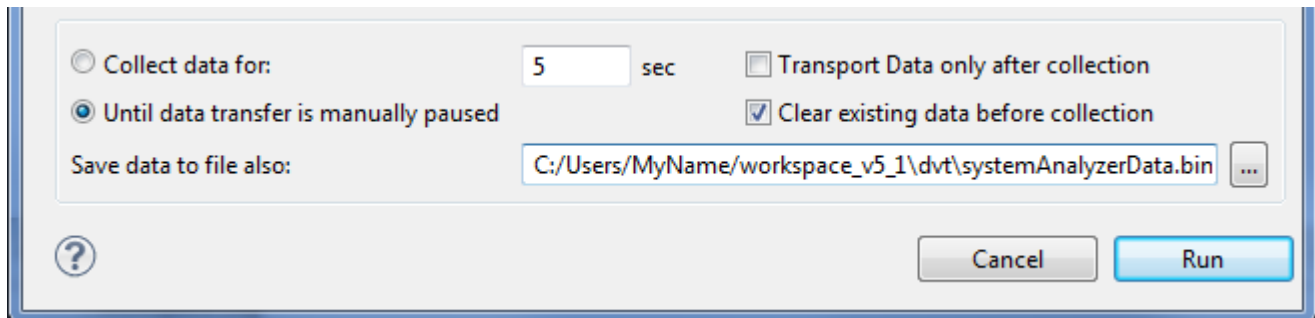 Collect data for: 5 sec Transport Data only after collection
Until data transfer is manually paused Clear existing data before collection
Save data to file also: C:/Users/MyName/workspace_v5_1\dvt\systemAnalyzerData.bin ...
? Cancel Run